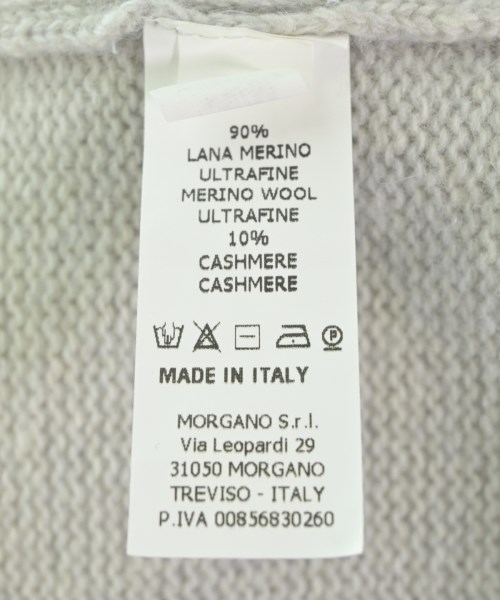 90%
LANA MERINO
ULTRAFINE
MERINO WOOL
ULTRAFINE
10%
CASHMERE
CASHMERE
P
MADE IN ITALY
MORGANO S.r.l.
Via Leopardi 29
31050 MORGANO
TREVISO - ITALY
P.IVA 00856830260